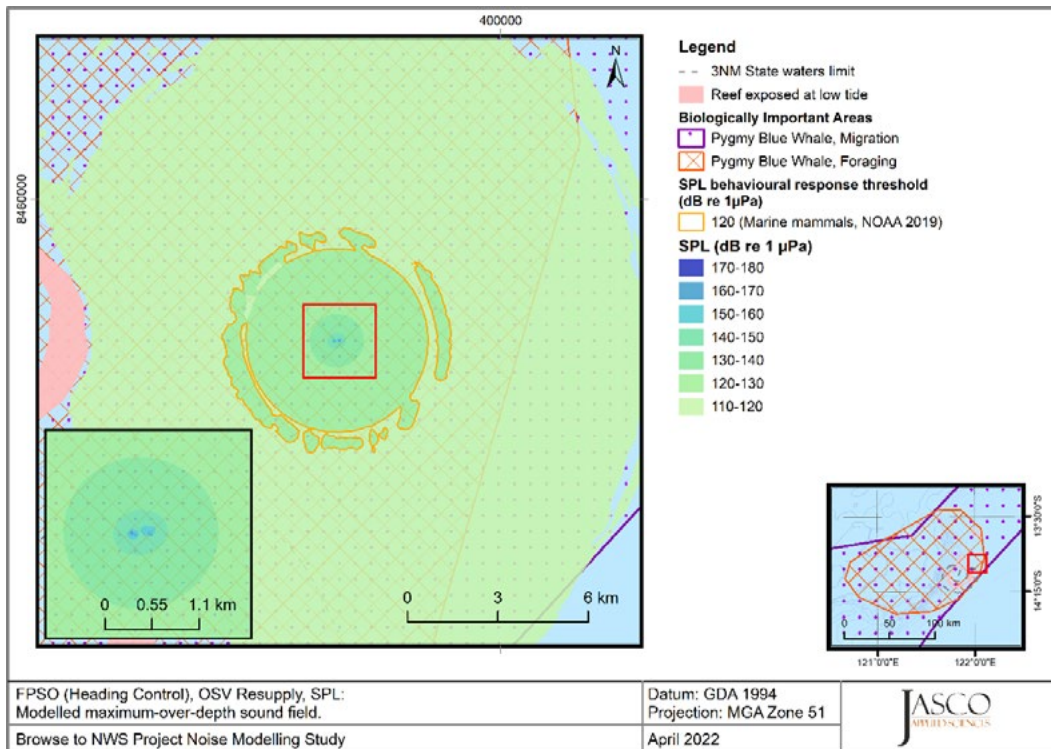 400000
8460000
N
0 0.55 1.1 km
0 3 6 km
Legend
3NM State waters limit
Reef exposed at low tide
Biologically Important Areas
Pygmy Blue Whale, Migration
Pygmy Blue Whale, Foraging
SPL behavioural response threshold
(dB re 1µPa)
120 (Marine mammals, NOAA 2019)
SPL (dB re 1 µPa)
170-180
160-170
150-160
140-150
130-140
120-130
110-120
13°30'0"S
14°15'0"S
0 50 100 km
121°0'0"E 122°0'0"E
FPSO (Heading Control), OSV Resupply, SPL:
Modelled maximum-over-depth sound field.
Browse to NWS Project Noise Modelling Study
Datum: GDA 1994
Projection: MGA Zone 51
April 2022
JASCO
APPLIED SCIENCES